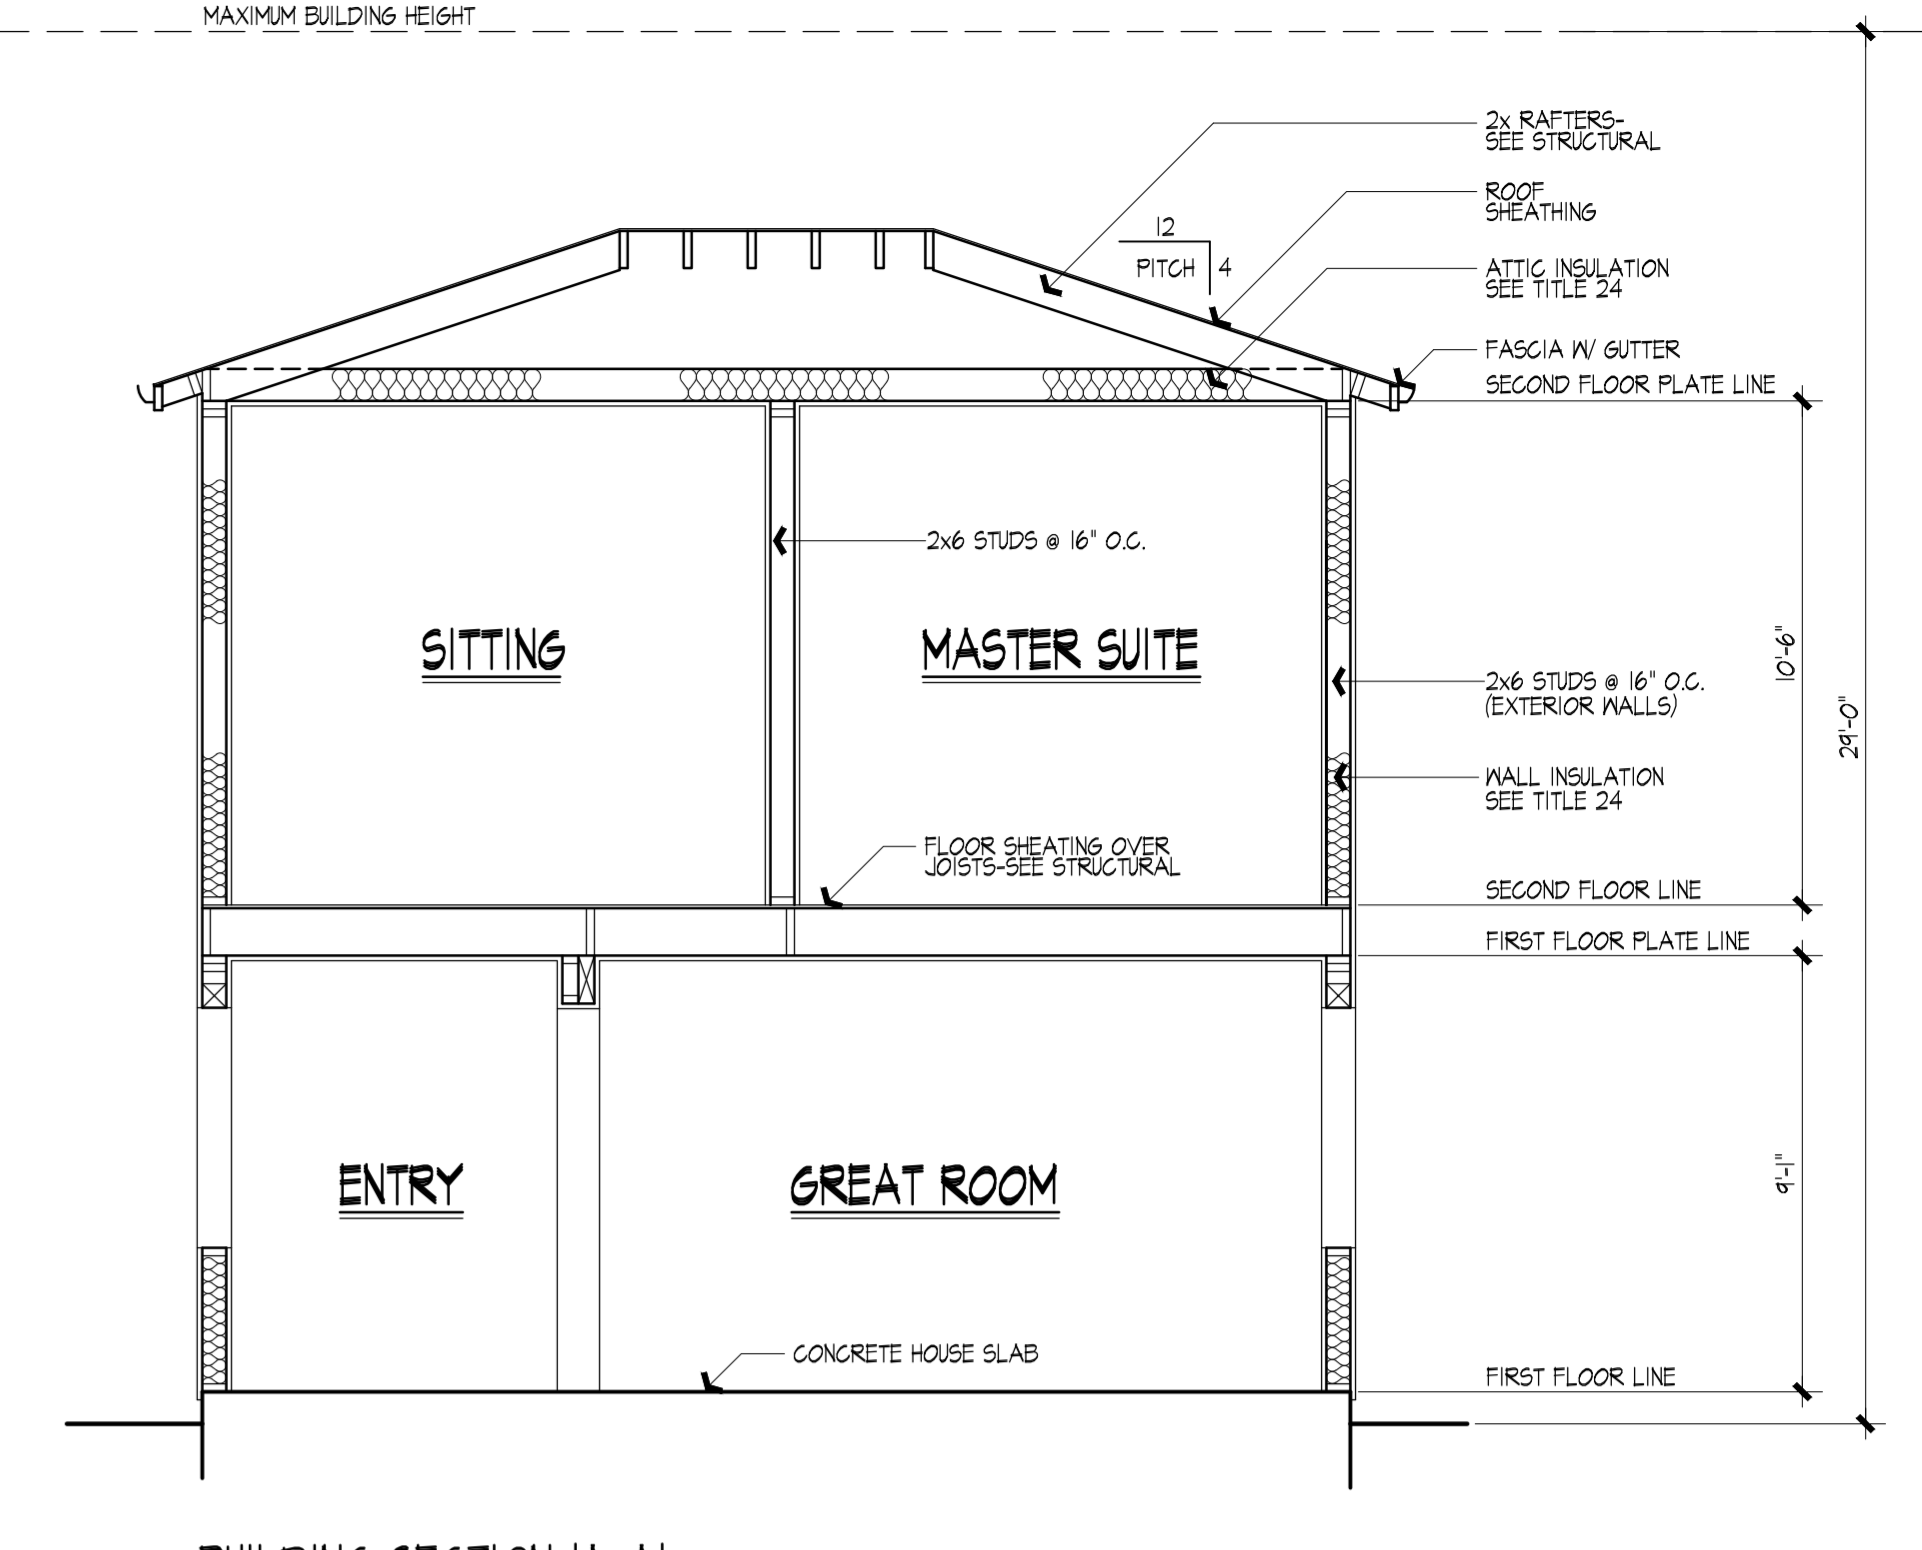 MAXIMUM BUILDING HEIGHT
2x RAFTERS-
SEE STRUCTURAL
ROOF
SHEATHING
12
PITCH 4
ATTIC INSULATION
SEE TITLE 24
FASCIA W/ GUTTER
SECOND FLOOR PLATE LINE
2x6 STUDS @ 16" O.C.
SITTING
MASTER SUITE
10'-6"
2x6 STUDS @ 16" O.C.
(EXTERIOR WALLS)
29'-0"
WALL INSULATION
SEE TITLE 24
FLOOR SHEATING OVER
JOISTS-SEE STRUCTURAL
SECOND FLOOR LINE
FIRST FLOOR PLATE LINE
ENTRY
GREAT ROOM
9'-1"
CONCRETE HOUSE SLAB
FIRST FLOOR LINE
BUILDING SECTION